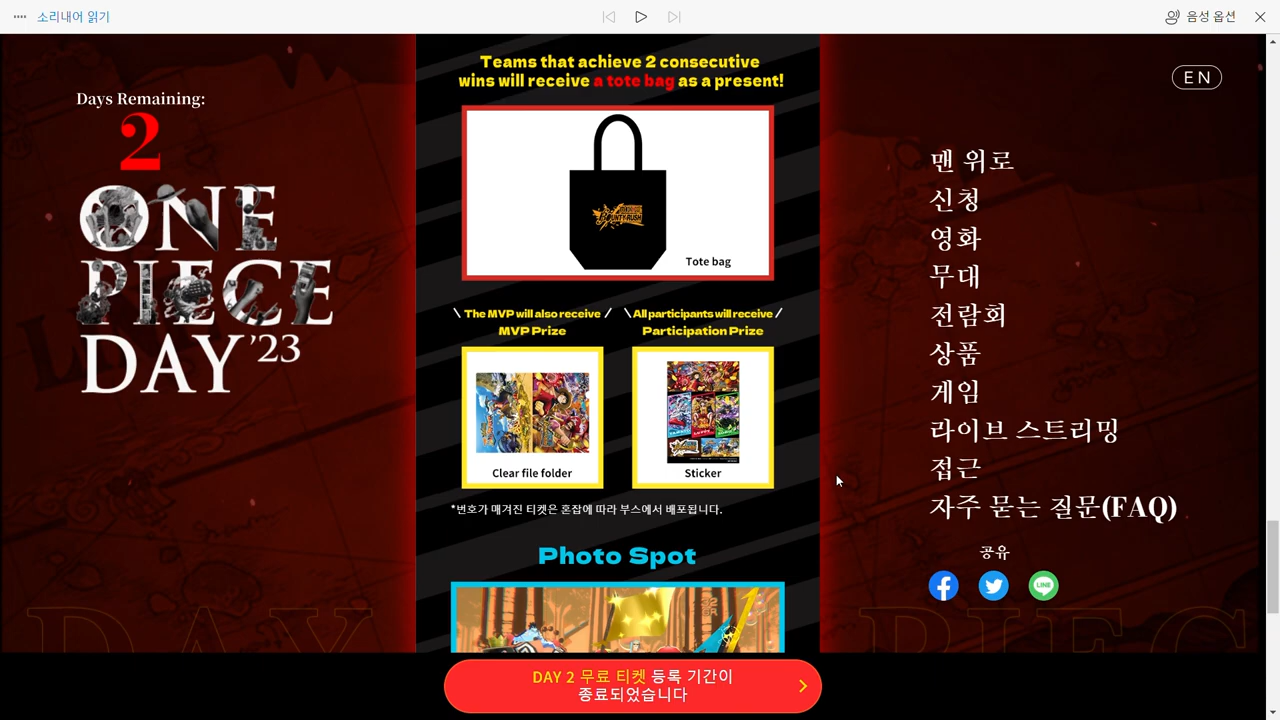 소리내어 읽기
음성 옵션
Days Remaining:
2
ONE
PIECE
DAY '23
Teams that achieve 2 consecutive
wins will receive a tote bag as a present!
BOUNTYRUSH
Tote bag
\ The MVP will also receive /
MVP Prize
\ All participants will receive /
Participation Prize
Clear file folder
Sticker
*번호가 매겨진 티켓은 혼잡에 따라 부스에서 배포됩니다.
Photo Spot
DAY 2 무료 티켓 등록 기간이
종료되었습니다
EN
맨 위로
신청
영화
무대
전람회
상품
게임
라이브 스트리밍
접근
자주 묻는 질문(FAQ)
공유
LINE
DAY
PIEC